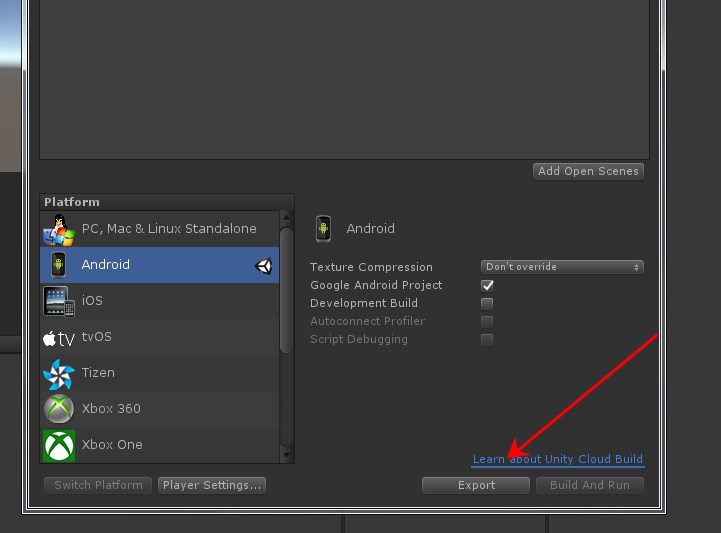 Add Open Scenes
Platform
PC, Mac & Linux Standalone
Android
iOS
tv tvOS
Tizen
Xbox 360
Xbox One
Switch Platform
Player Settings...
Android
Texture Compression Don't override
Google Android Project
Development Build
Autoconnect Profiler
Script Debugging
Learn about Unity Cloud Build
Export
Build And Run